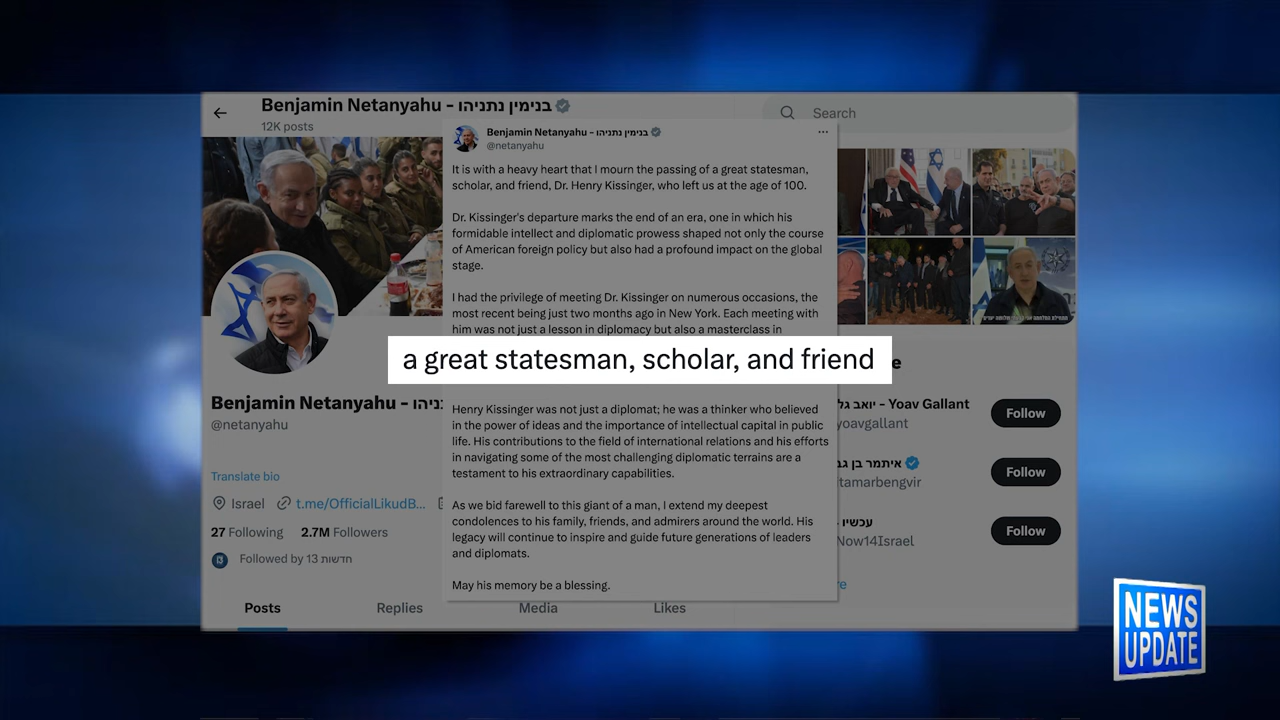 Benjamin Netanyahu - בנימין נתניהו
12K posts
Search
Benjamin Netanyahu - בנימין נתניהו
@netanyahu
It is with a heavy heart that I mourn the passing of a great statesman,
scholar, and friend, Dr. Henry Kissinger, who left us at the age of 100.
Dr. Kissinger's departure marks the end of an era, one in which his
formidable intellect and diplomatic prowess shaped not only the course
of American foreign policy but also had a profound impact on the global
stage.
I had the privilege of meeting Dr. Kissinger on numerous occasions, the
most recent being just two months ago in New York. Each meeting with
him was not just a lesson in diplomacy but also a masterclass in
a great statesman, scholar, and friend
Henry Kissinger was not just a diplomat; he was a thinker who believed
in the power of ideas and the importance of intellectual capital in public
life. His contributions to the field of international relations and his efforts
in navigating some of the most challenging diplomatic terrains are a
testament to his extraordinary capabilities.
As we bid farewell to this giant of a man, I extend my deepest
condolences to his family, friends, and admirers around the world. His
legacy will continue to inspire and guide future generations of leaders
and diplomats.
May his memory be a blessing.
Benjamin Netanyahu -
@netanyahu
Translate bio
Israel
t.me/OfficialLikudB...
27 Following 2.7M Followers
Followed by 13 חדשות
Posts Replies Media Likes
יואב - Yoav Gallant
yoavgallant
Follow
איתמר בן
tamarbengvir
Follow
עכשיו
Now14Israel
Follow
NEWS
UPDATE